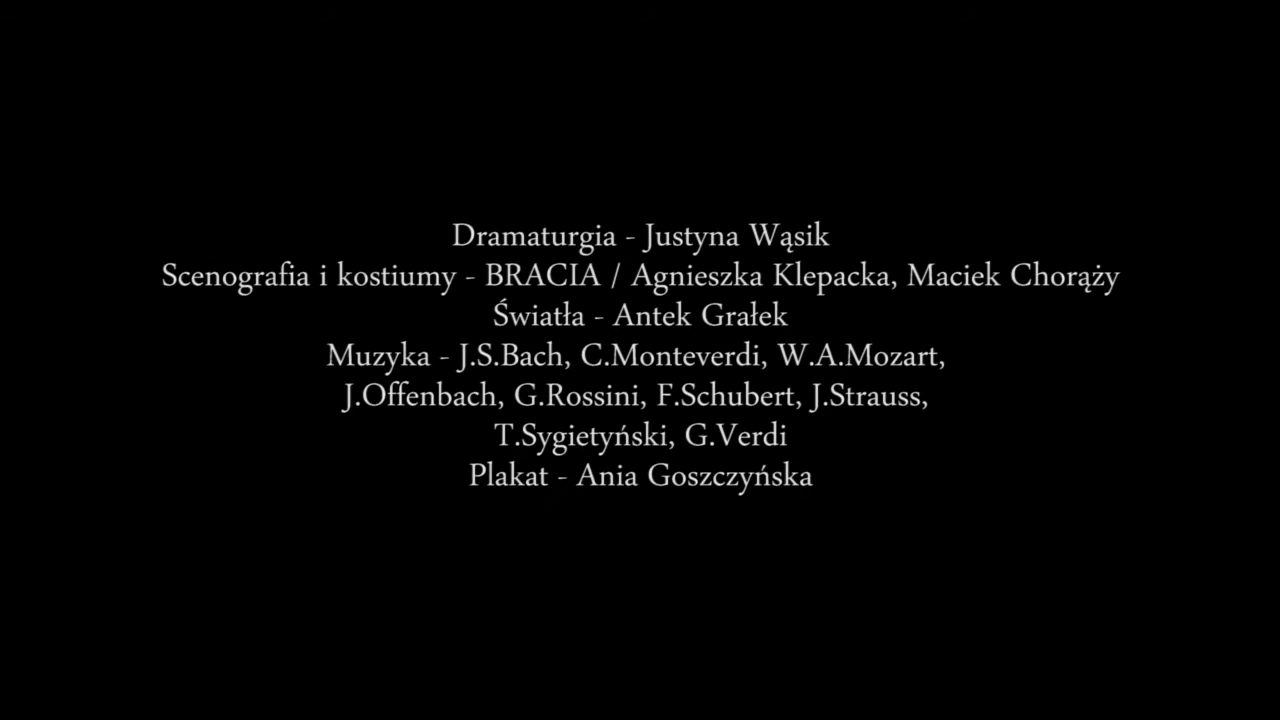 Dramaturgia - Justyna Wąsik
Scenografia i kostiumy - BRACIA / Agnieszka Klepacka, Maciek Chorąży
Światła - Antek Grałek
Muzyka - J.S.Bach, C.Monteverdi, W.A.Mozart,
J.Offenbach, G.Rossini, F.Schubert, J.Strauss,
T.Sygietyński, G.Verdi
Plakat - Ania Goszczyńska